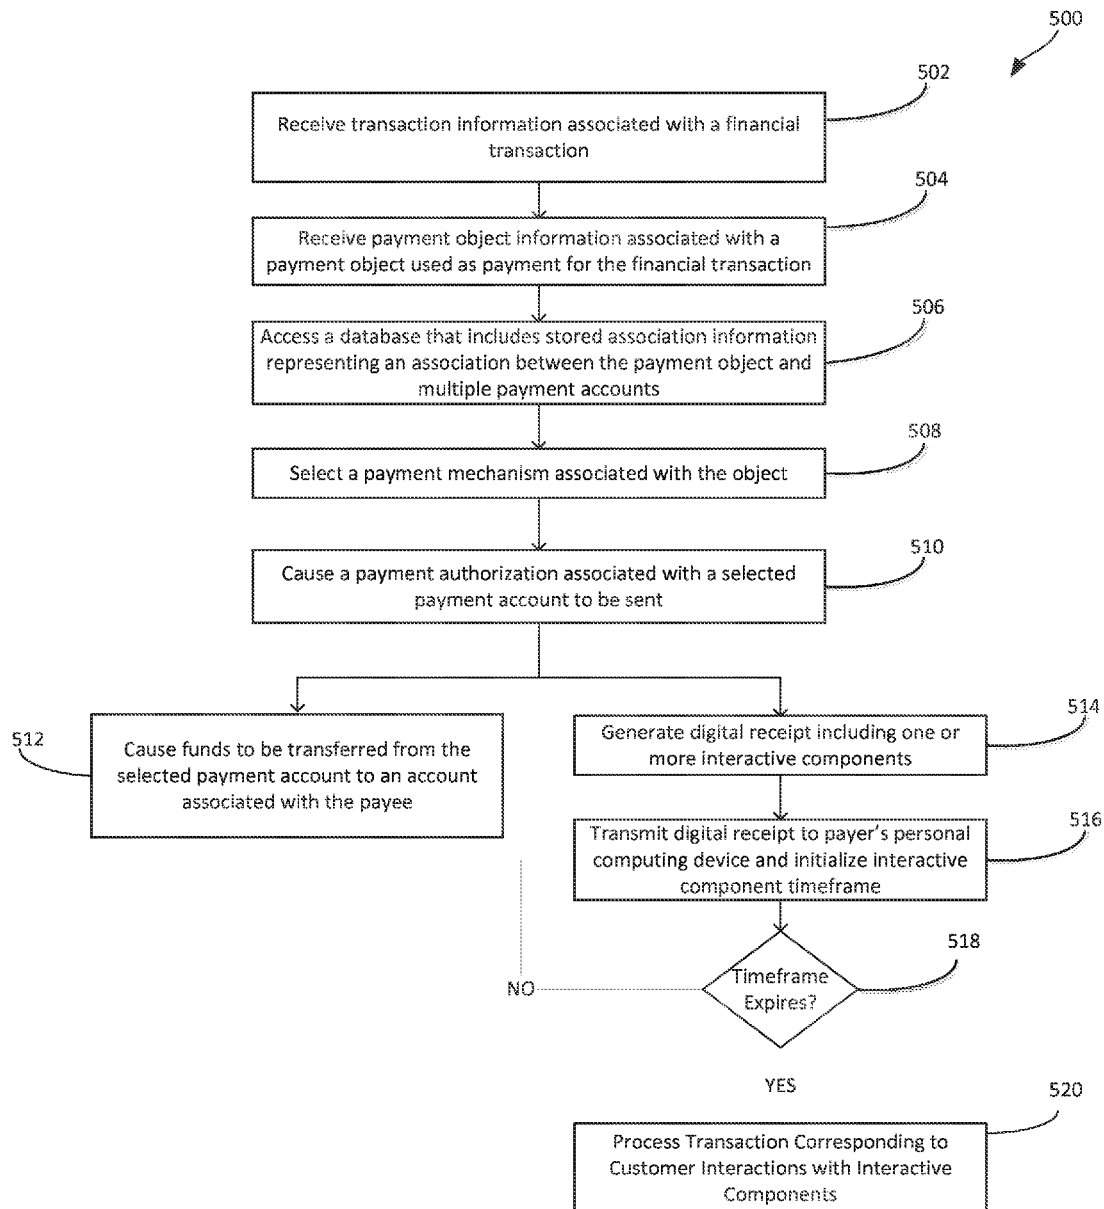 500
502
Receive transaction information associated with a financial
transaction
504
Receive payment object information associated with a
payment object used as payment for the financial transaction
506
Access a database that includes stored association information
representing an association between the payment object and
multiple payment accounts
508
Select a payment mechanism associated with the object
510
Cause a payment authorization associated with a selected
payment account to be sent
512
Cause funds to be transferred from the
selected payment account to an account
associated with the payee
514
Generate digital receipt including one or
more interactive components
516
Transmit digital receipt to payer's personal
computing device and initialize interactive
component timeframe
518
Timeframe
Expires?
NO
YES
520
Process Transaction Corresponding to
Customer Interactions with Interactive
Components